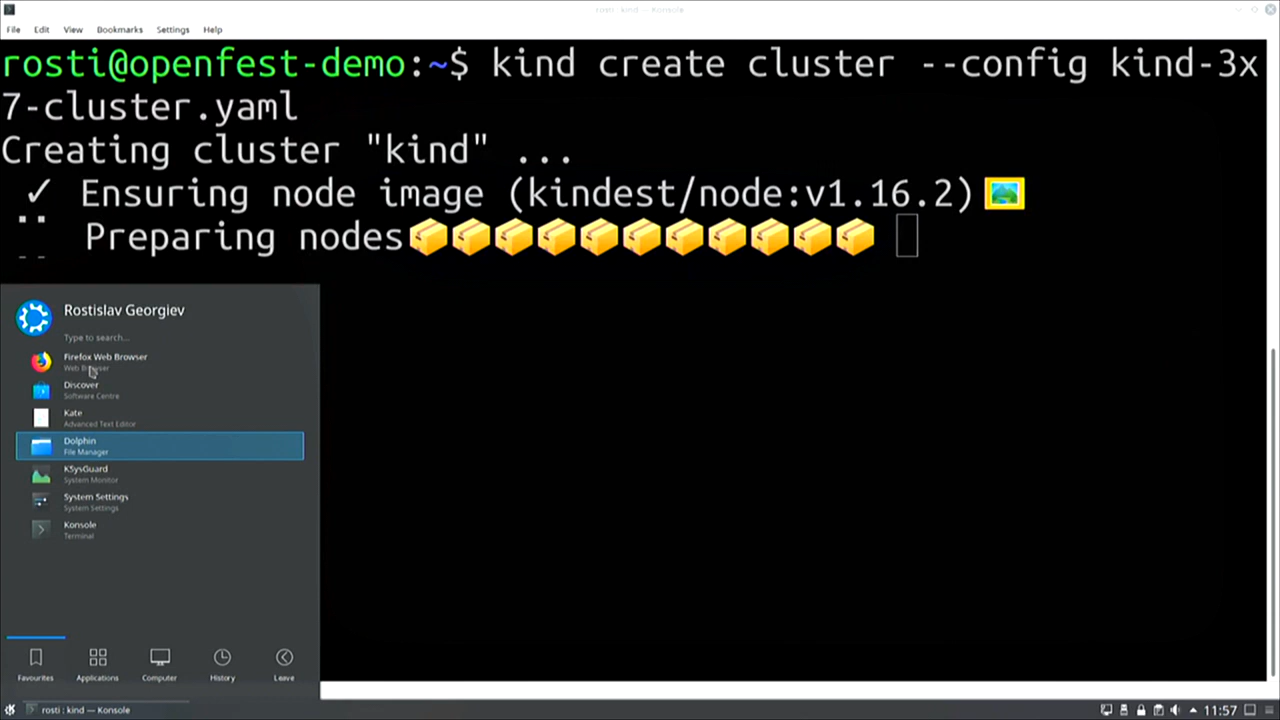 rosti : kind — Konsole
File Edit View Bookmarks Settings Help
rosti@openfest-demo:~$ kind create cluster --config kind-3x
7-cluster.yaml
Creating cluster "kind" ...
✓ Ensuring node image (kindest/node:v1.16.2)🖼
Preparing nodes📦📦📦📦📦📦📦📦📦📦📦
Rostislav Georgiev
Type to search...
Firefox Web Browser
Web Browser
Discover
Software Centre
Kate
Advanced Text Editor
Dolphin
File Manager
KSysGuard
System Monitor
System Settings
System Settings
Konsole
Terminal
Favourites Applications Computer History Leave
rosti : kind — Konsole 11:57